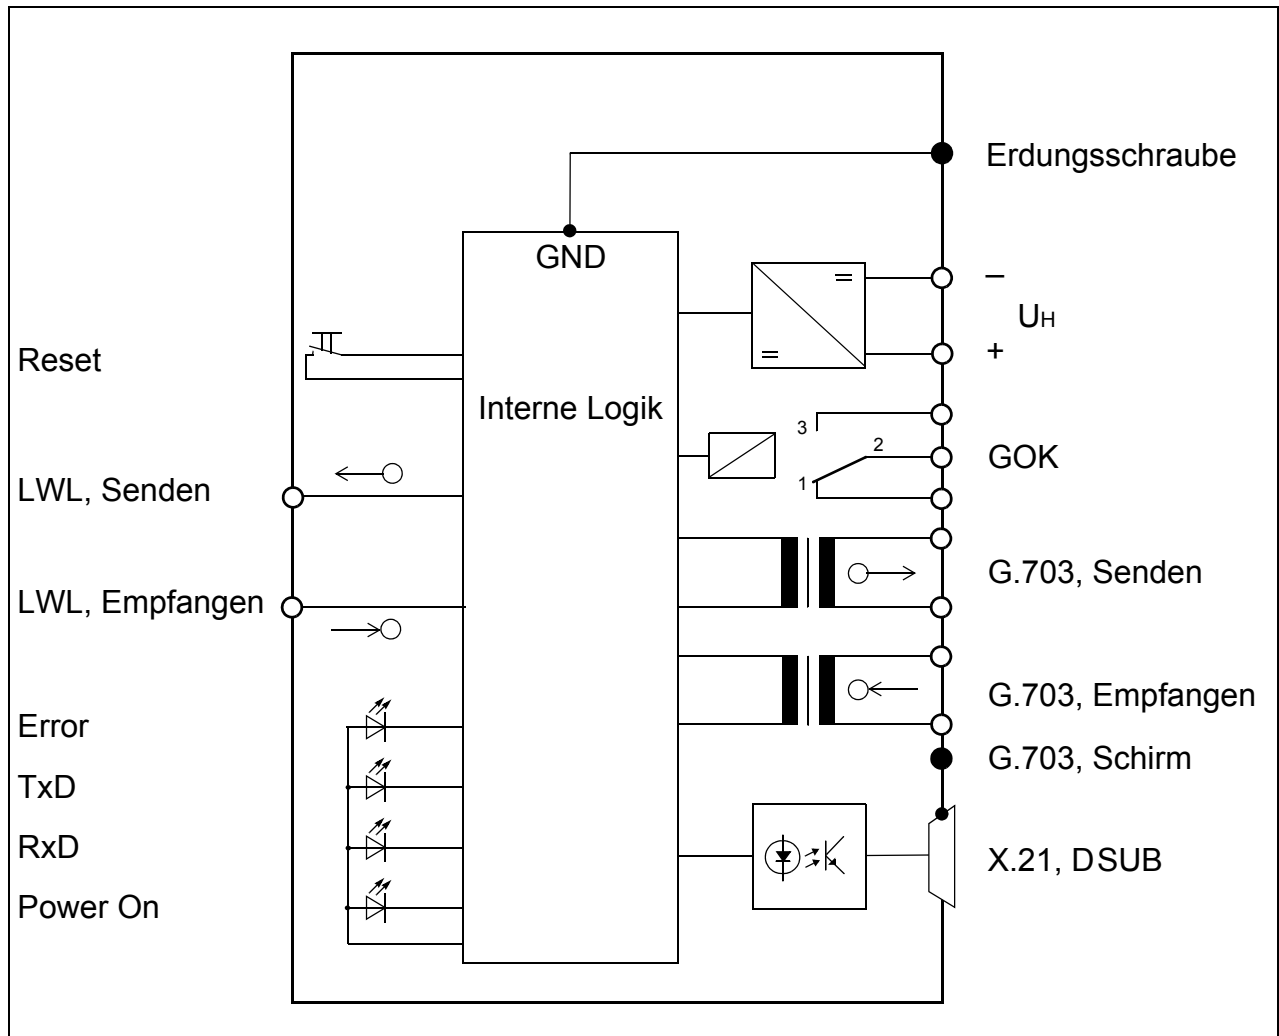 Erdungsschraube
GND
–
UH
+
Reset
Interne Logik
3
2
1
GOK
LWL, Senden
G.703, Senden
LWL, Empfangen
G.703, Empfangen
Error
G.703, Schirm
TxD
RxD
X.21, DSUB
Power On